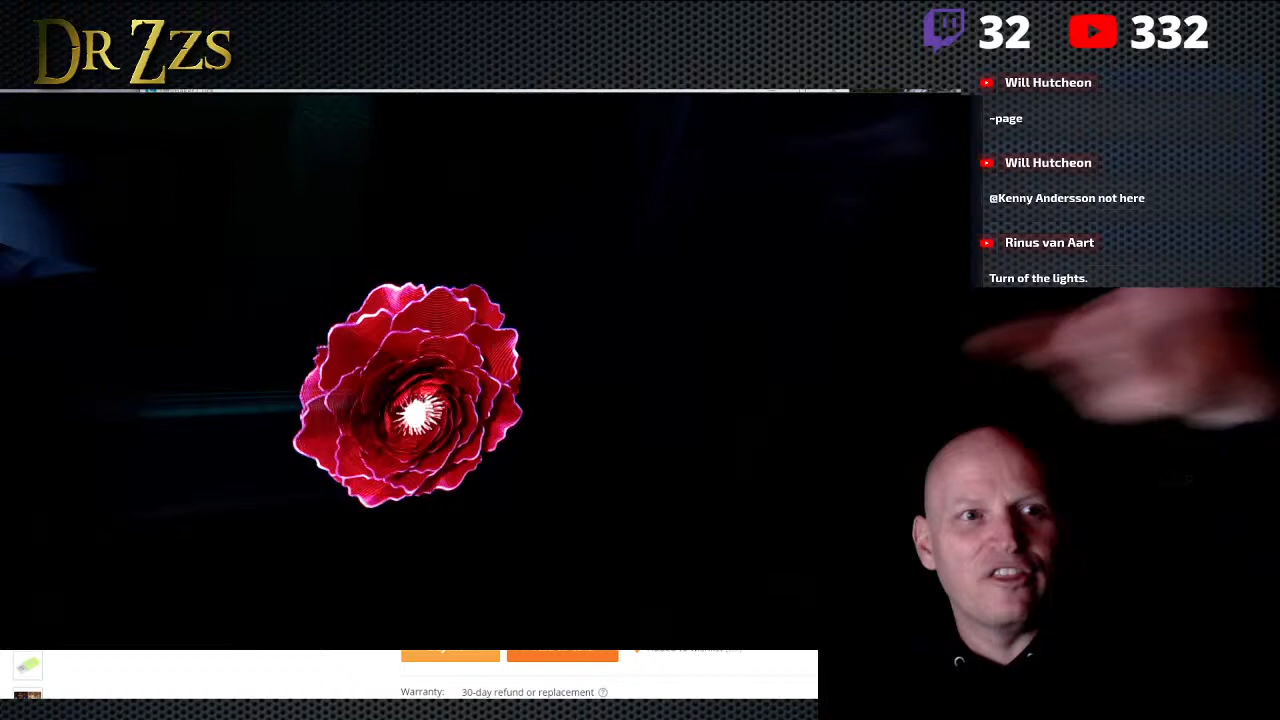 DR ZZS
32
332
Will Hutcheon
~page
Will Hutcheon
@Kenny Andersson not here
Rinus van Aart
Turn of the lights.
Warranty: 30-day refund or replacement